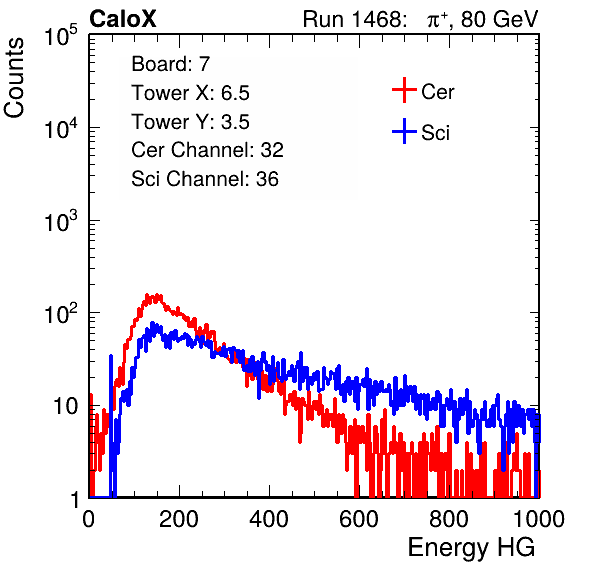 CaloX Run 1468: π⁺, 80 GeV
Board: 7
Tower X: 6.5
Tower Y: 3.5
Cer Channel: 32
Sci Channel: 36
Cer
Sci
Counts
10⁵
10⁴
10³
10²
10
1
0 200 400 600 800 1000
Energy HG